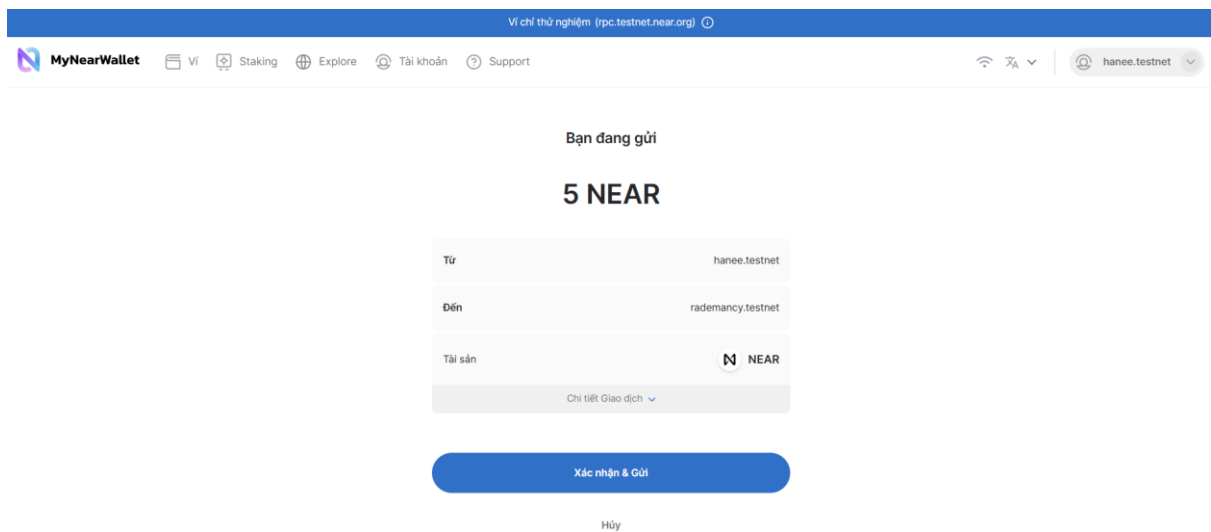 Ví chỉ thử nghiệm (rpc.testnet.near.org)
MyNearWallet Ví Staking Explore Tài khoản Support hanee.testnet
Bạn đang gửi
5 NEAR
Từ hanee.testnet
Đến rademancy.testnet
Tài sản NEAR
Chi tiết Giao dịch
Xác nhận & Gửi
Hủy